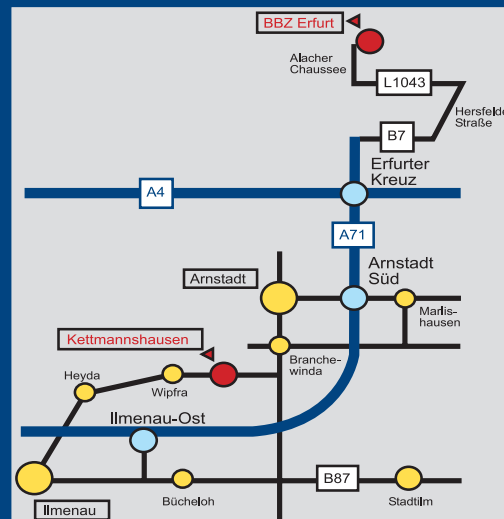 BBZ Erfurt
Alacher
Chaussee
L1043
Hersfelde
Straße
B7
Erfurter
Kreuz
A4
A71
Arnstadt
Süd
Arnstadt
Marlis-
hausen
Kettmannshausen
Branche-
winda
Heyda
Wipfra
Ilmenau-Ost
B87
Ilmenau
Bücheloh
Stadtilm